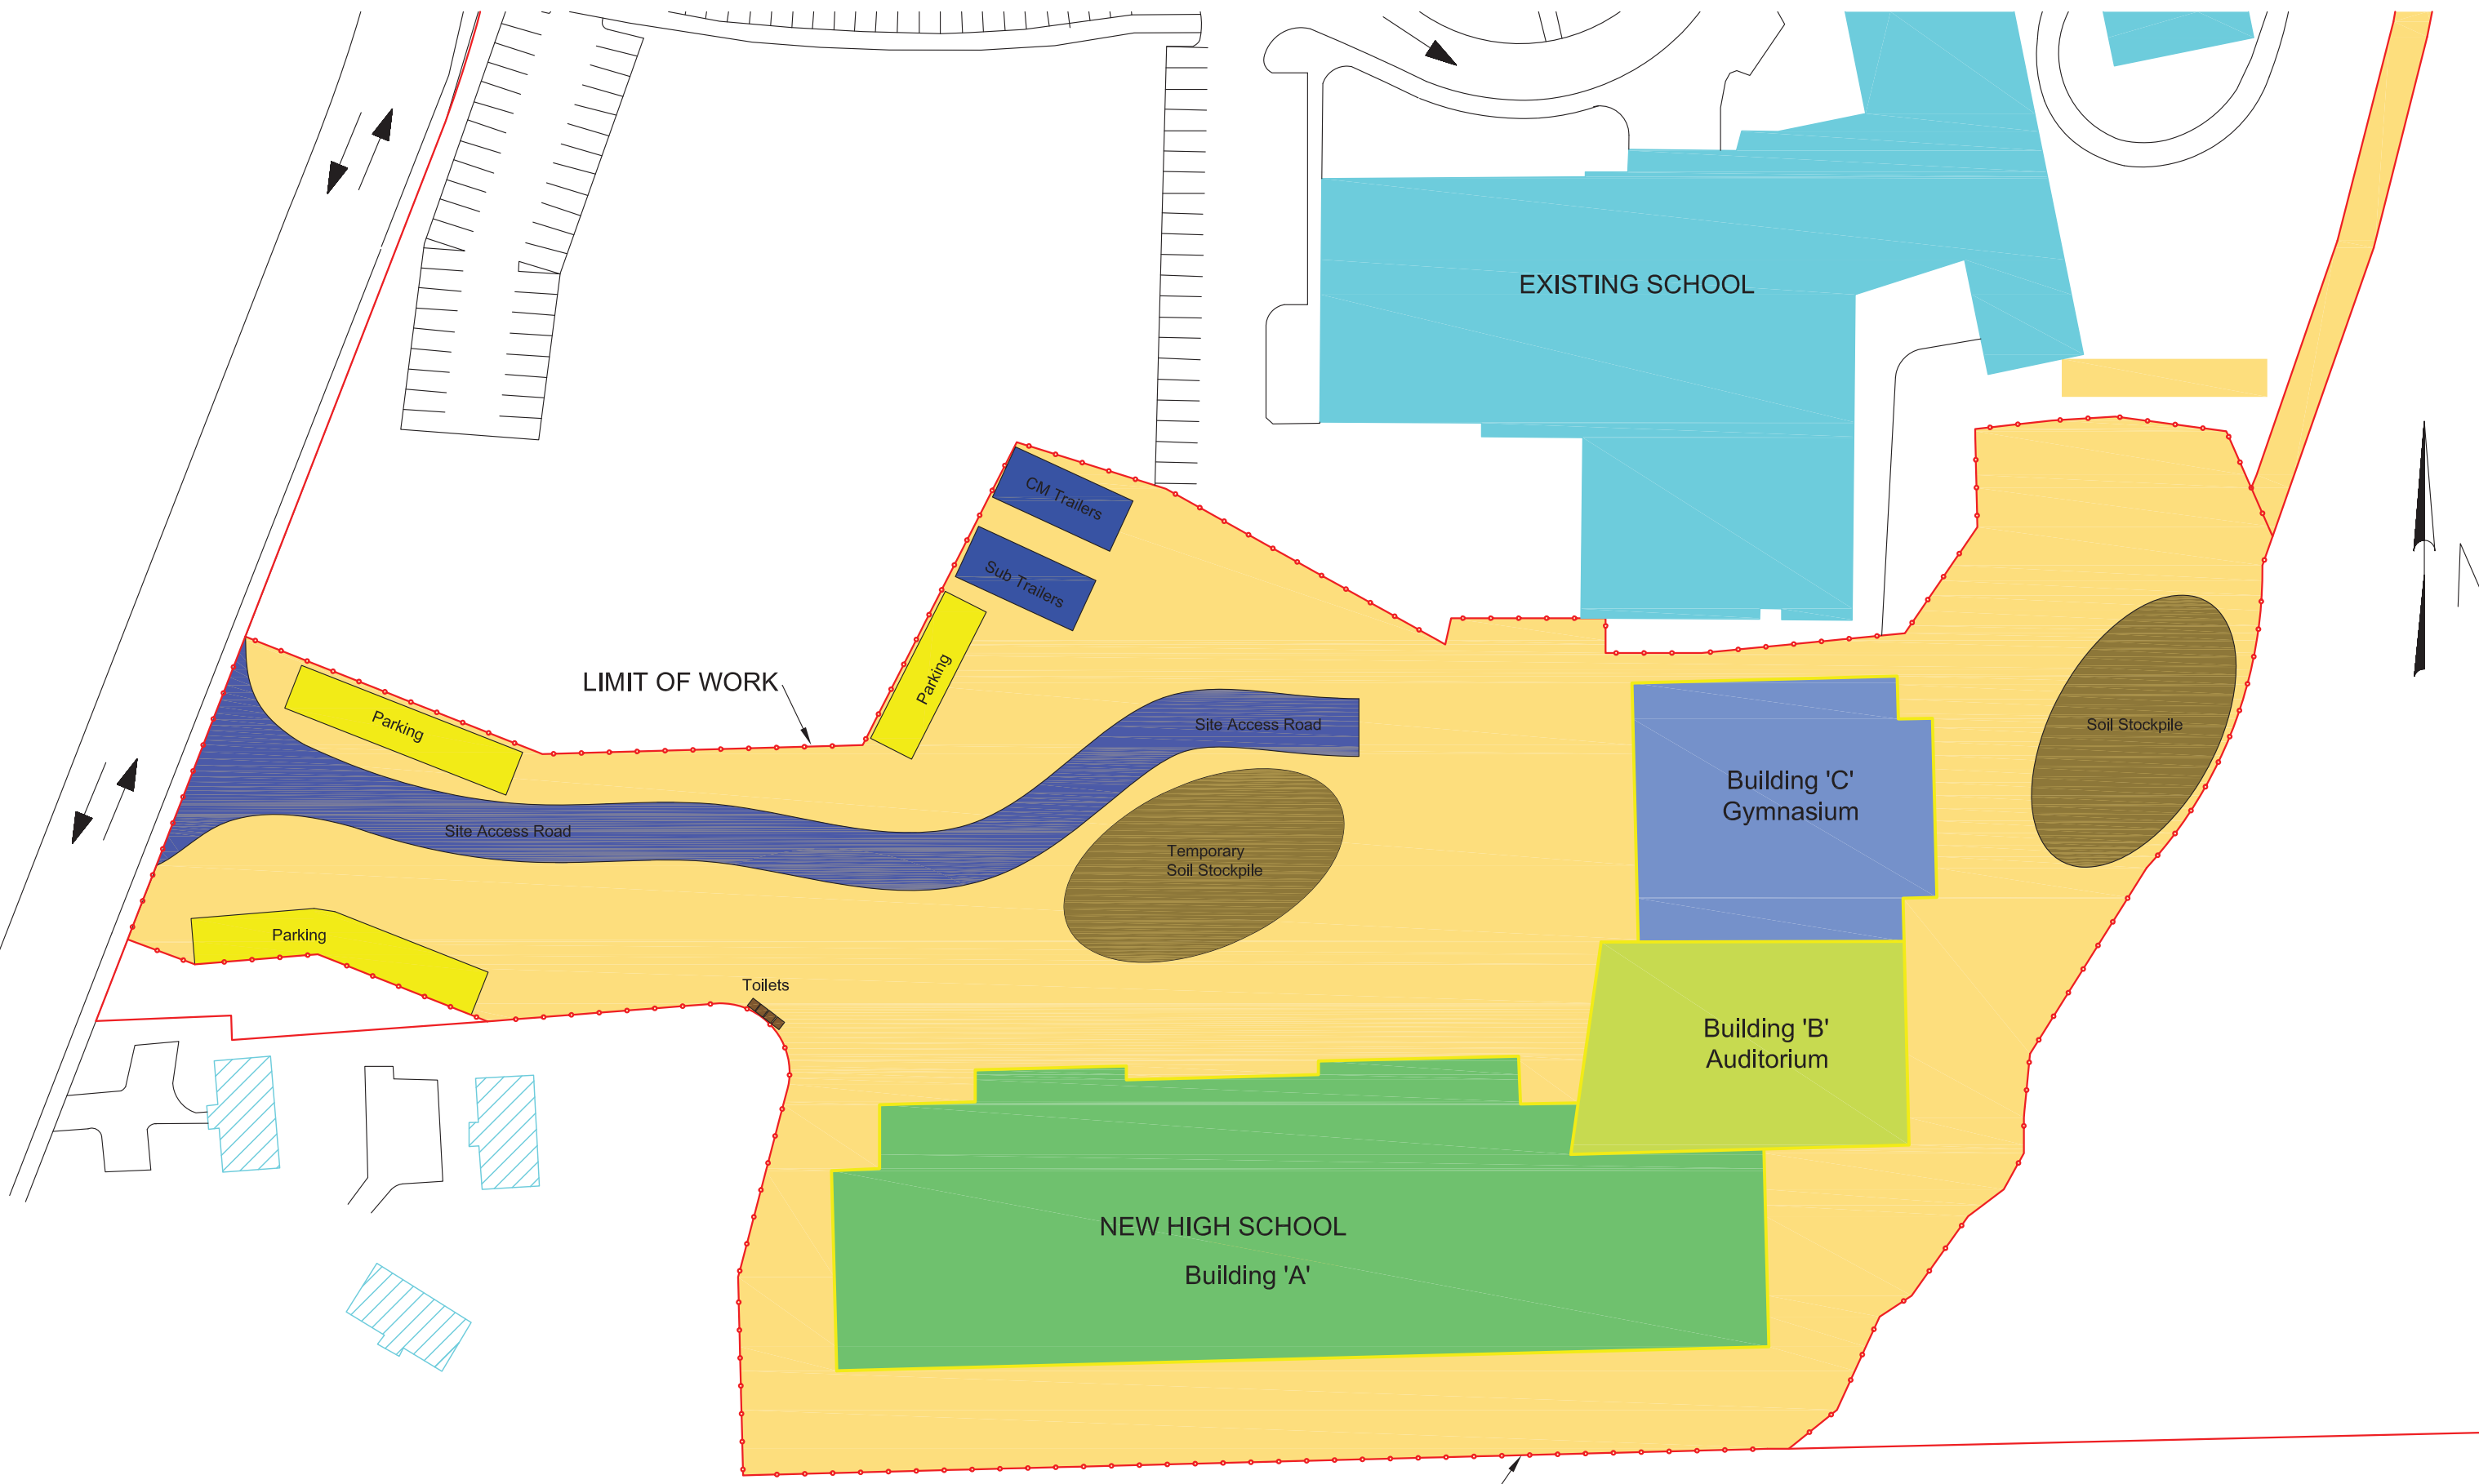 EXISTING SCHOOL
CM Trailers
Sub Trailers
Parking
LIMIT OF WORK
Parking
Site Access Road
Soil Stockpile
Building 'C'
Gymnasium
Site Access Road
Temporary
Soil Stockpile
Parking
Toilets
Building 'B'
Auditorium
NEW HIGH SCHOOL
Building 'A'